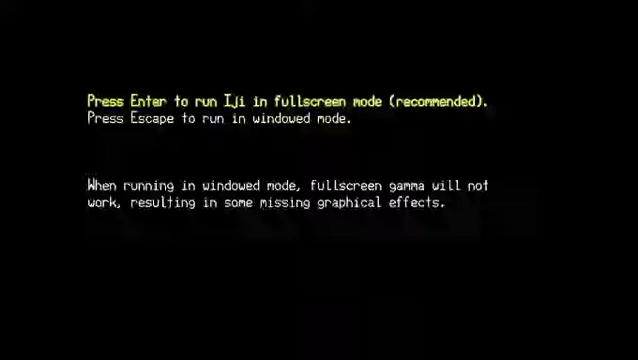 Press Enter to run Iji in fullscreen mode (recommended).
Press Escape to run in windowed mode.
When running in windowed mode, fullscreen gamma will not
work, resulting in some missing graphical effects.